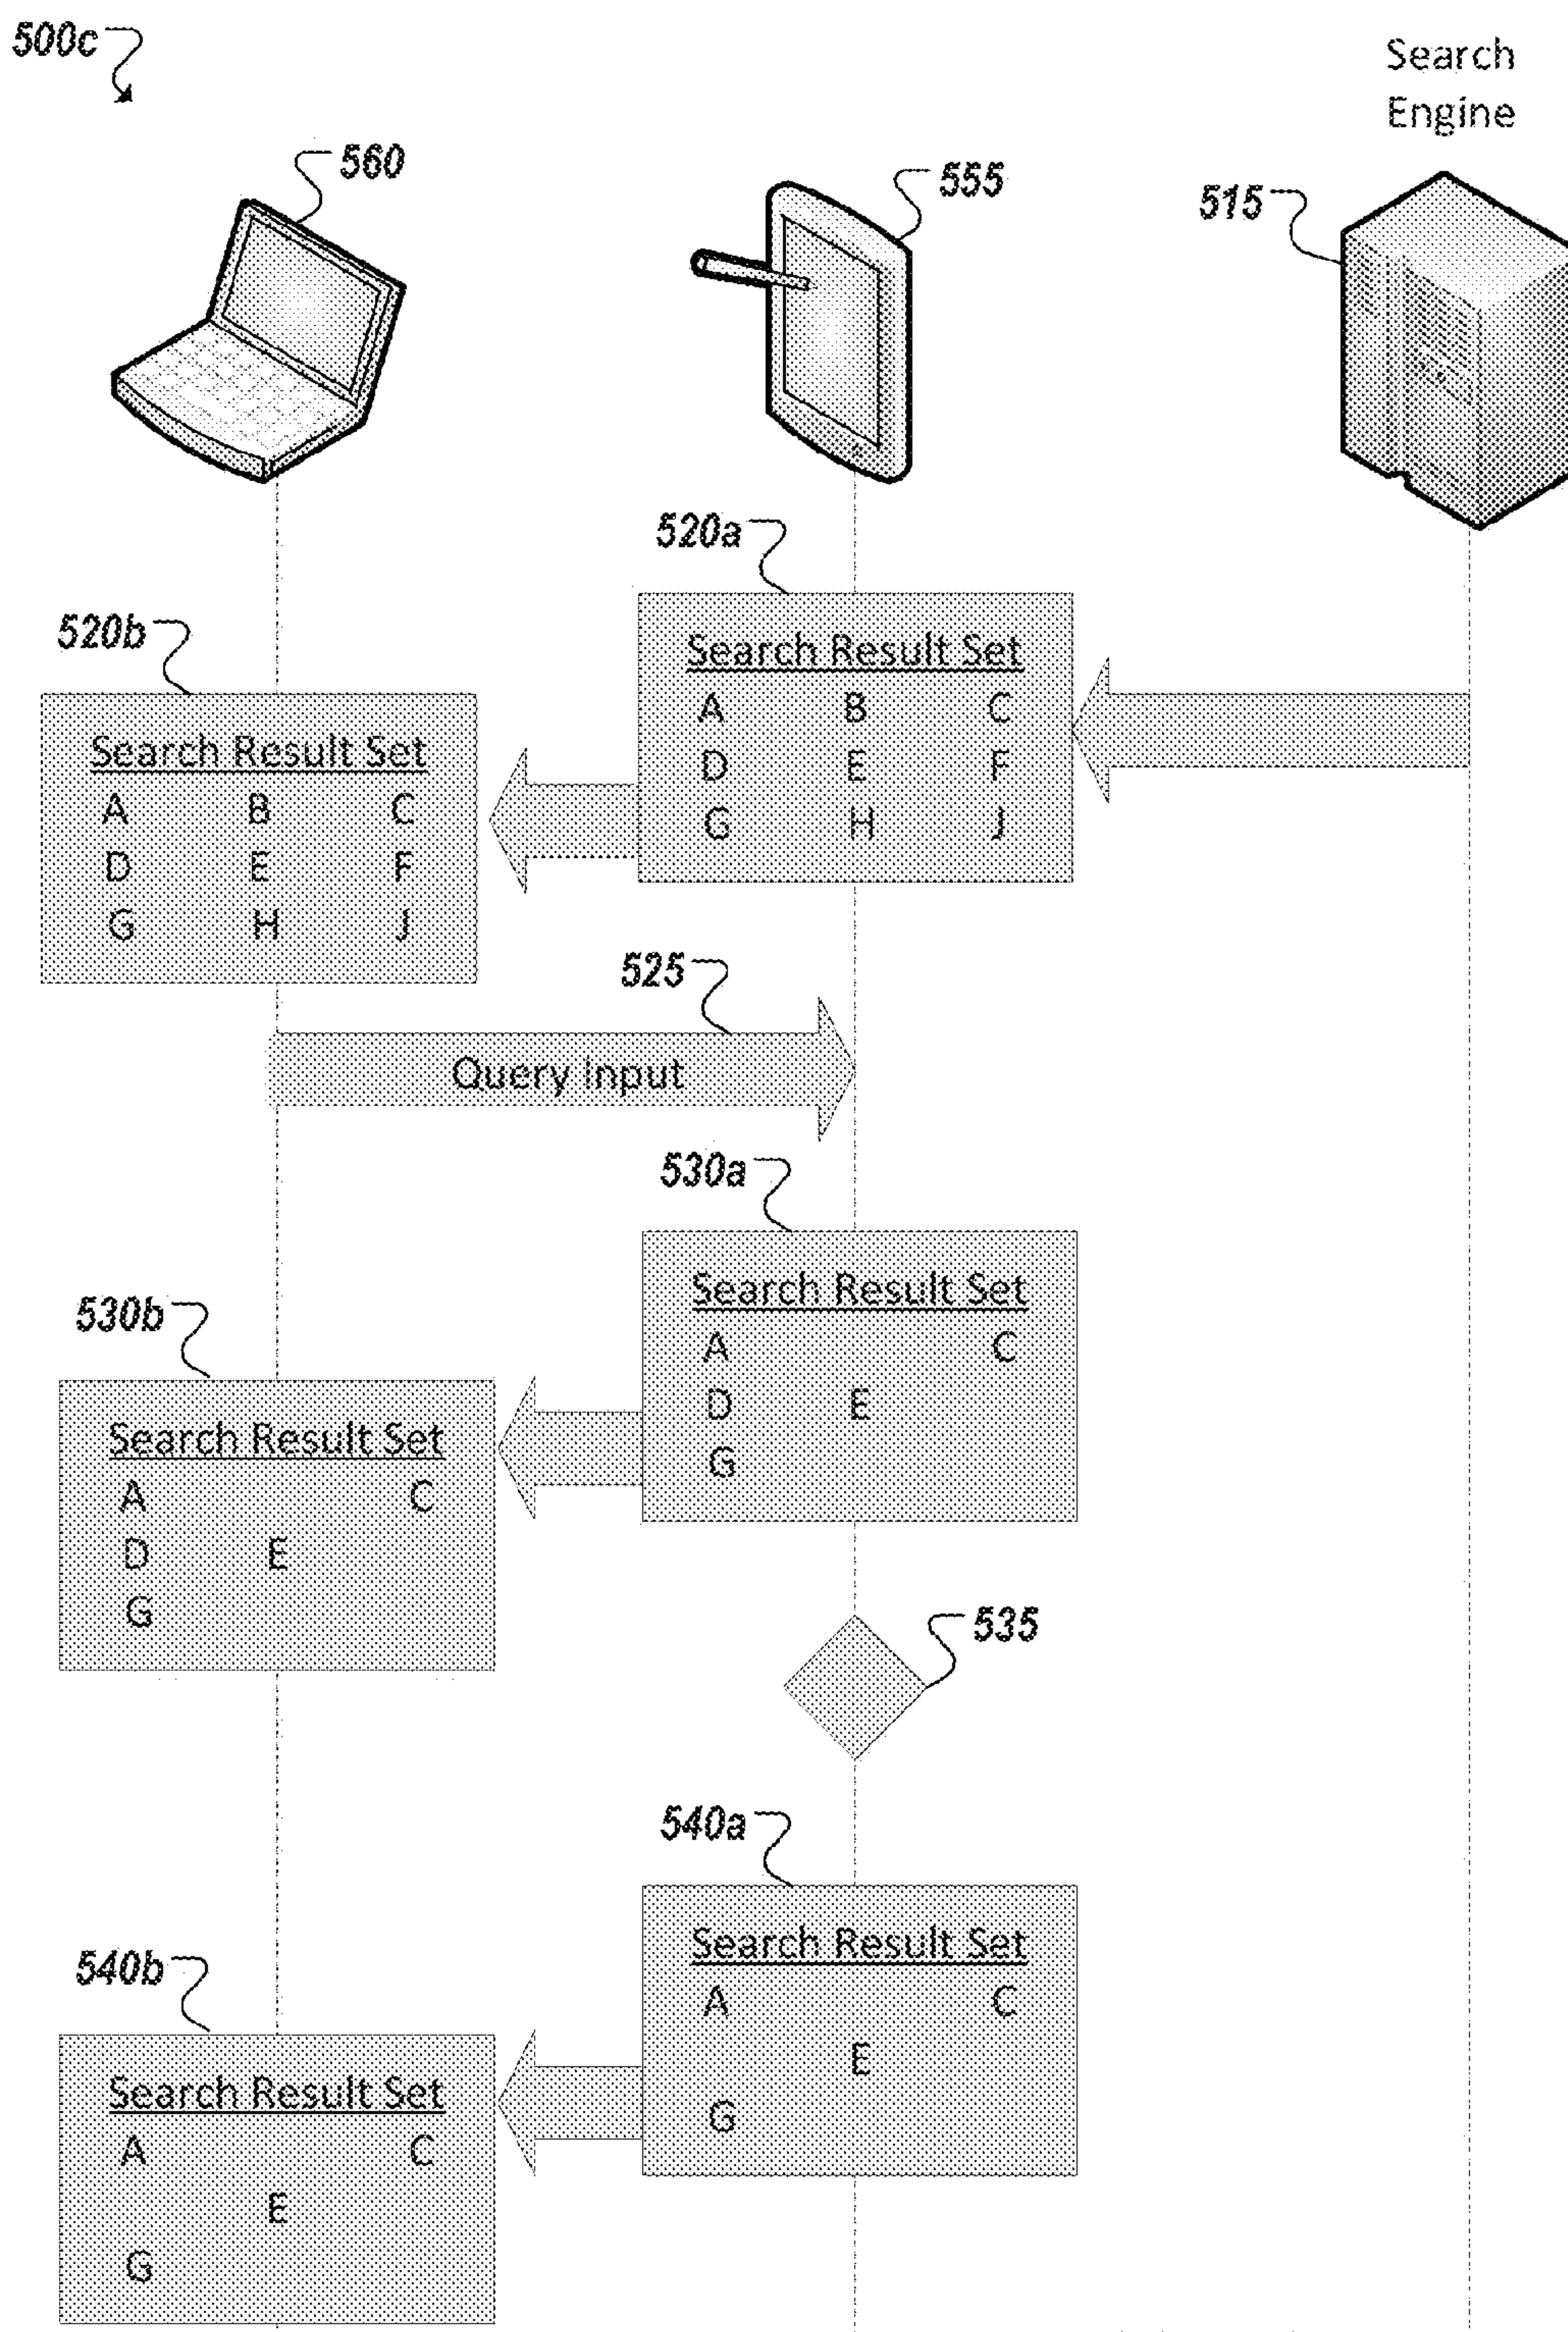 500c
Search
Engine
560
555
515
520a
520b
Search Result Set
A B C
D E F
G H J
Search Result Set
A B C
D E F
G H J
525
Query Input
530a
530b
Search Result Set
A C
D E
G
Search Result Set
A C
D E
G
535
540a
540b
Search Result Set
A C
E
G
Search Result Set
A C
E
G